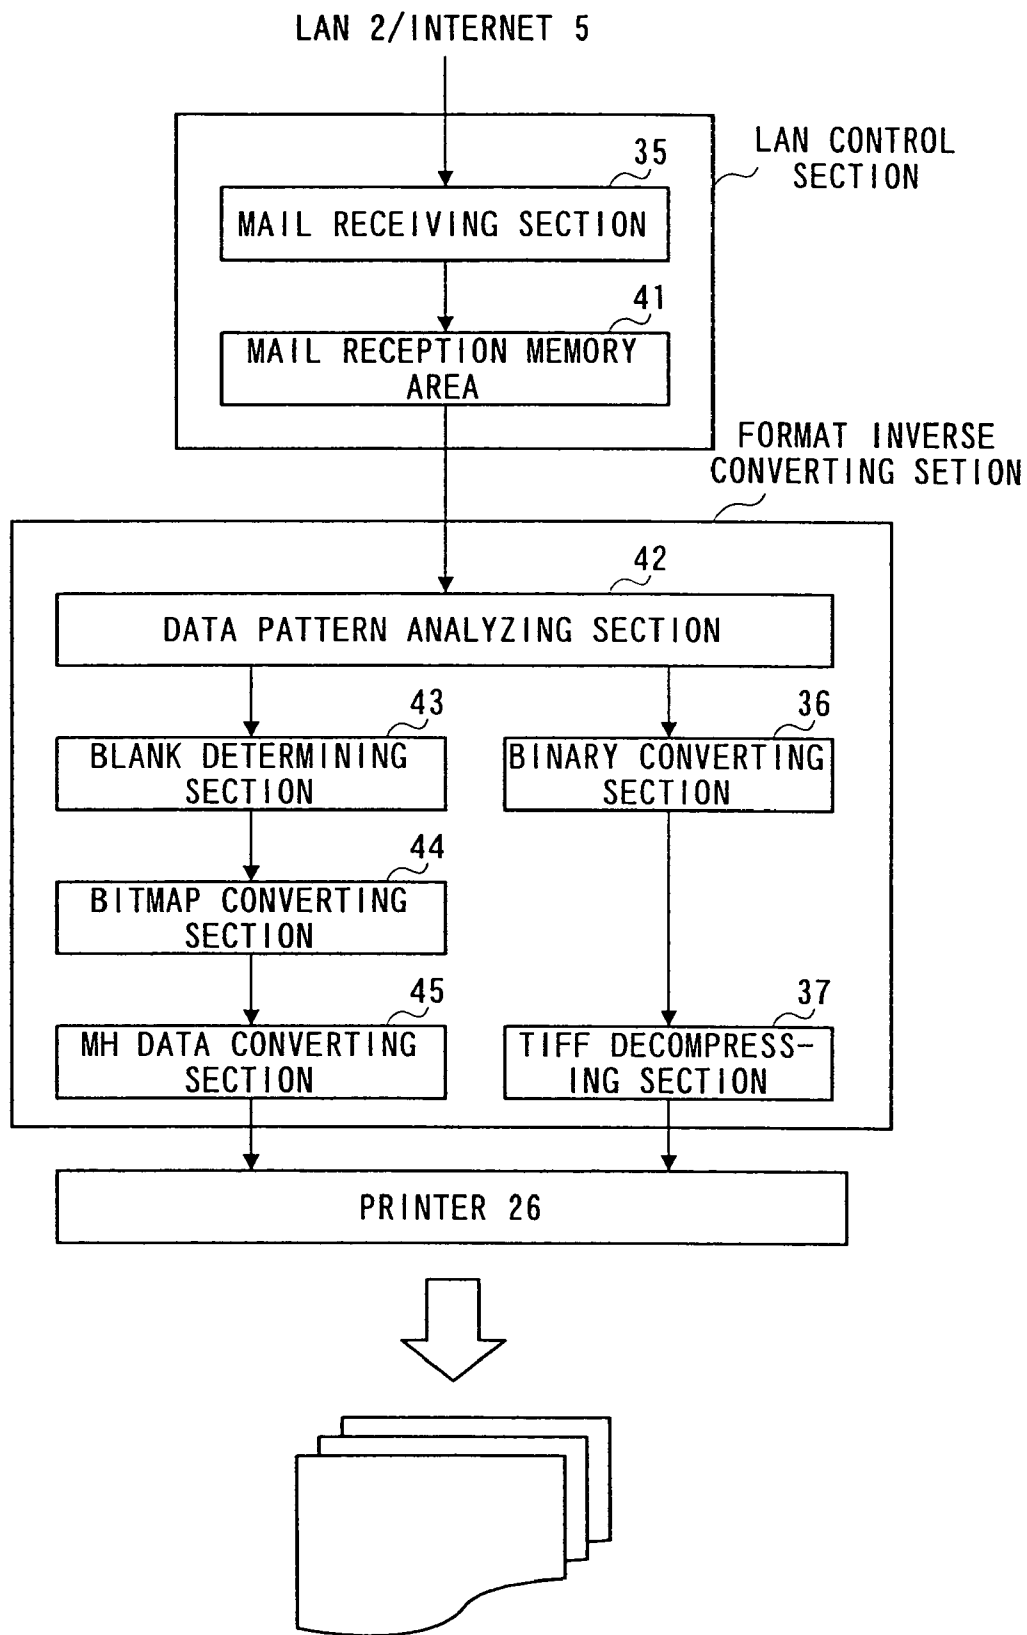 LAN 2/INTERNET 5
LAN CONTROL
SECTION
35
MAIL RECEIVING SECTION
41
MAIL RECEPTION MEMORY
AREA
FORMAT INVERSE
CONVERTING SETION
42
DATA PATTERN ANALYZING SECTION
43
BLANK DETERMINING
SECTION
36
BINARY CONVERTING
SECTION
44
BITMAP CONVERTING
SECTION
45
MH DATA CONVERTING
SECTION
37
TIFF DECOMPRESS-
ING SECTION
PRINTER 26